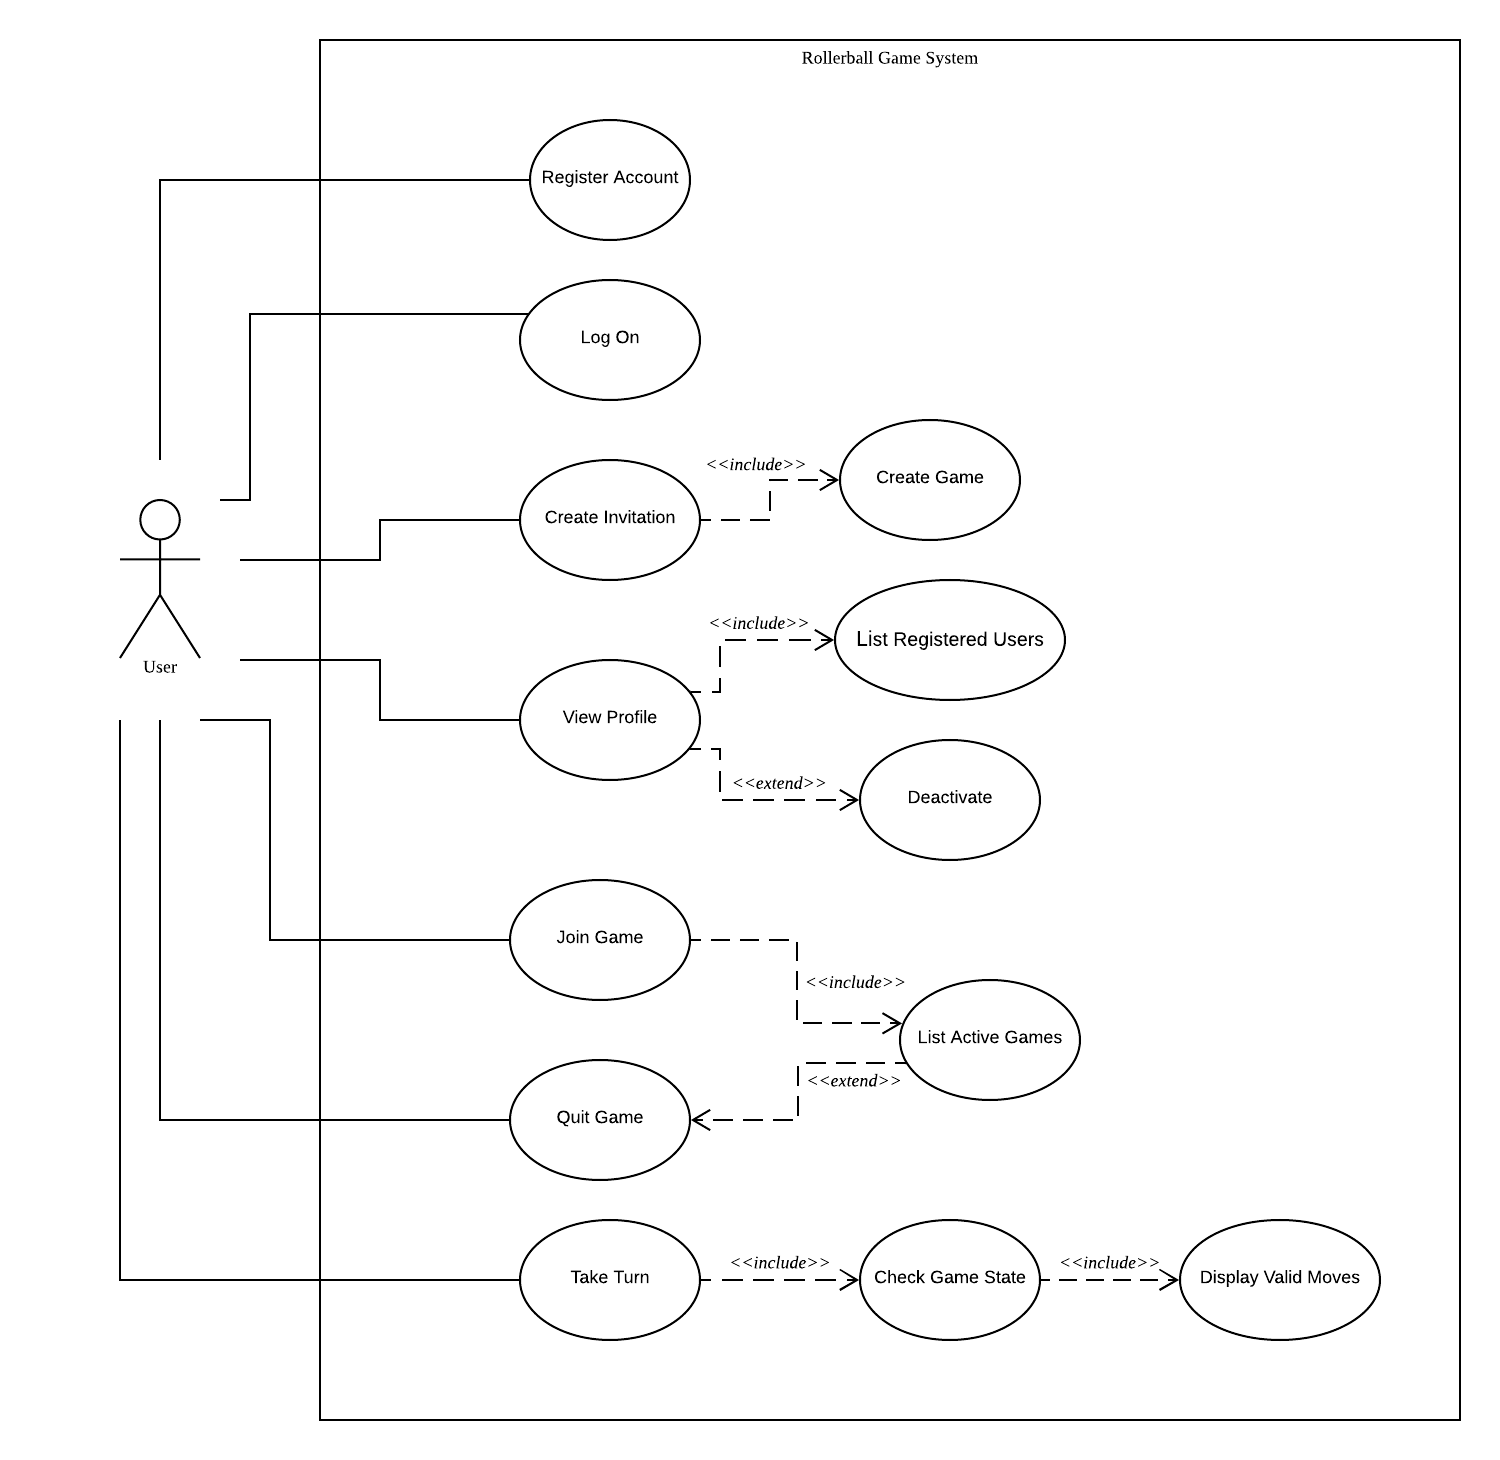 Rollerball Game System
Register Account
Log On
<<include>>
Create Game
Create Invitation
<<include>>
List Registered Users
User
View Profile
<<extend>>
Deactivate
Join Game
<<include>>
List Active Games
<<extend>>
Quit Game
<<include>>
<<include>>
Take Turn
Check Game State
Display Valid Moves